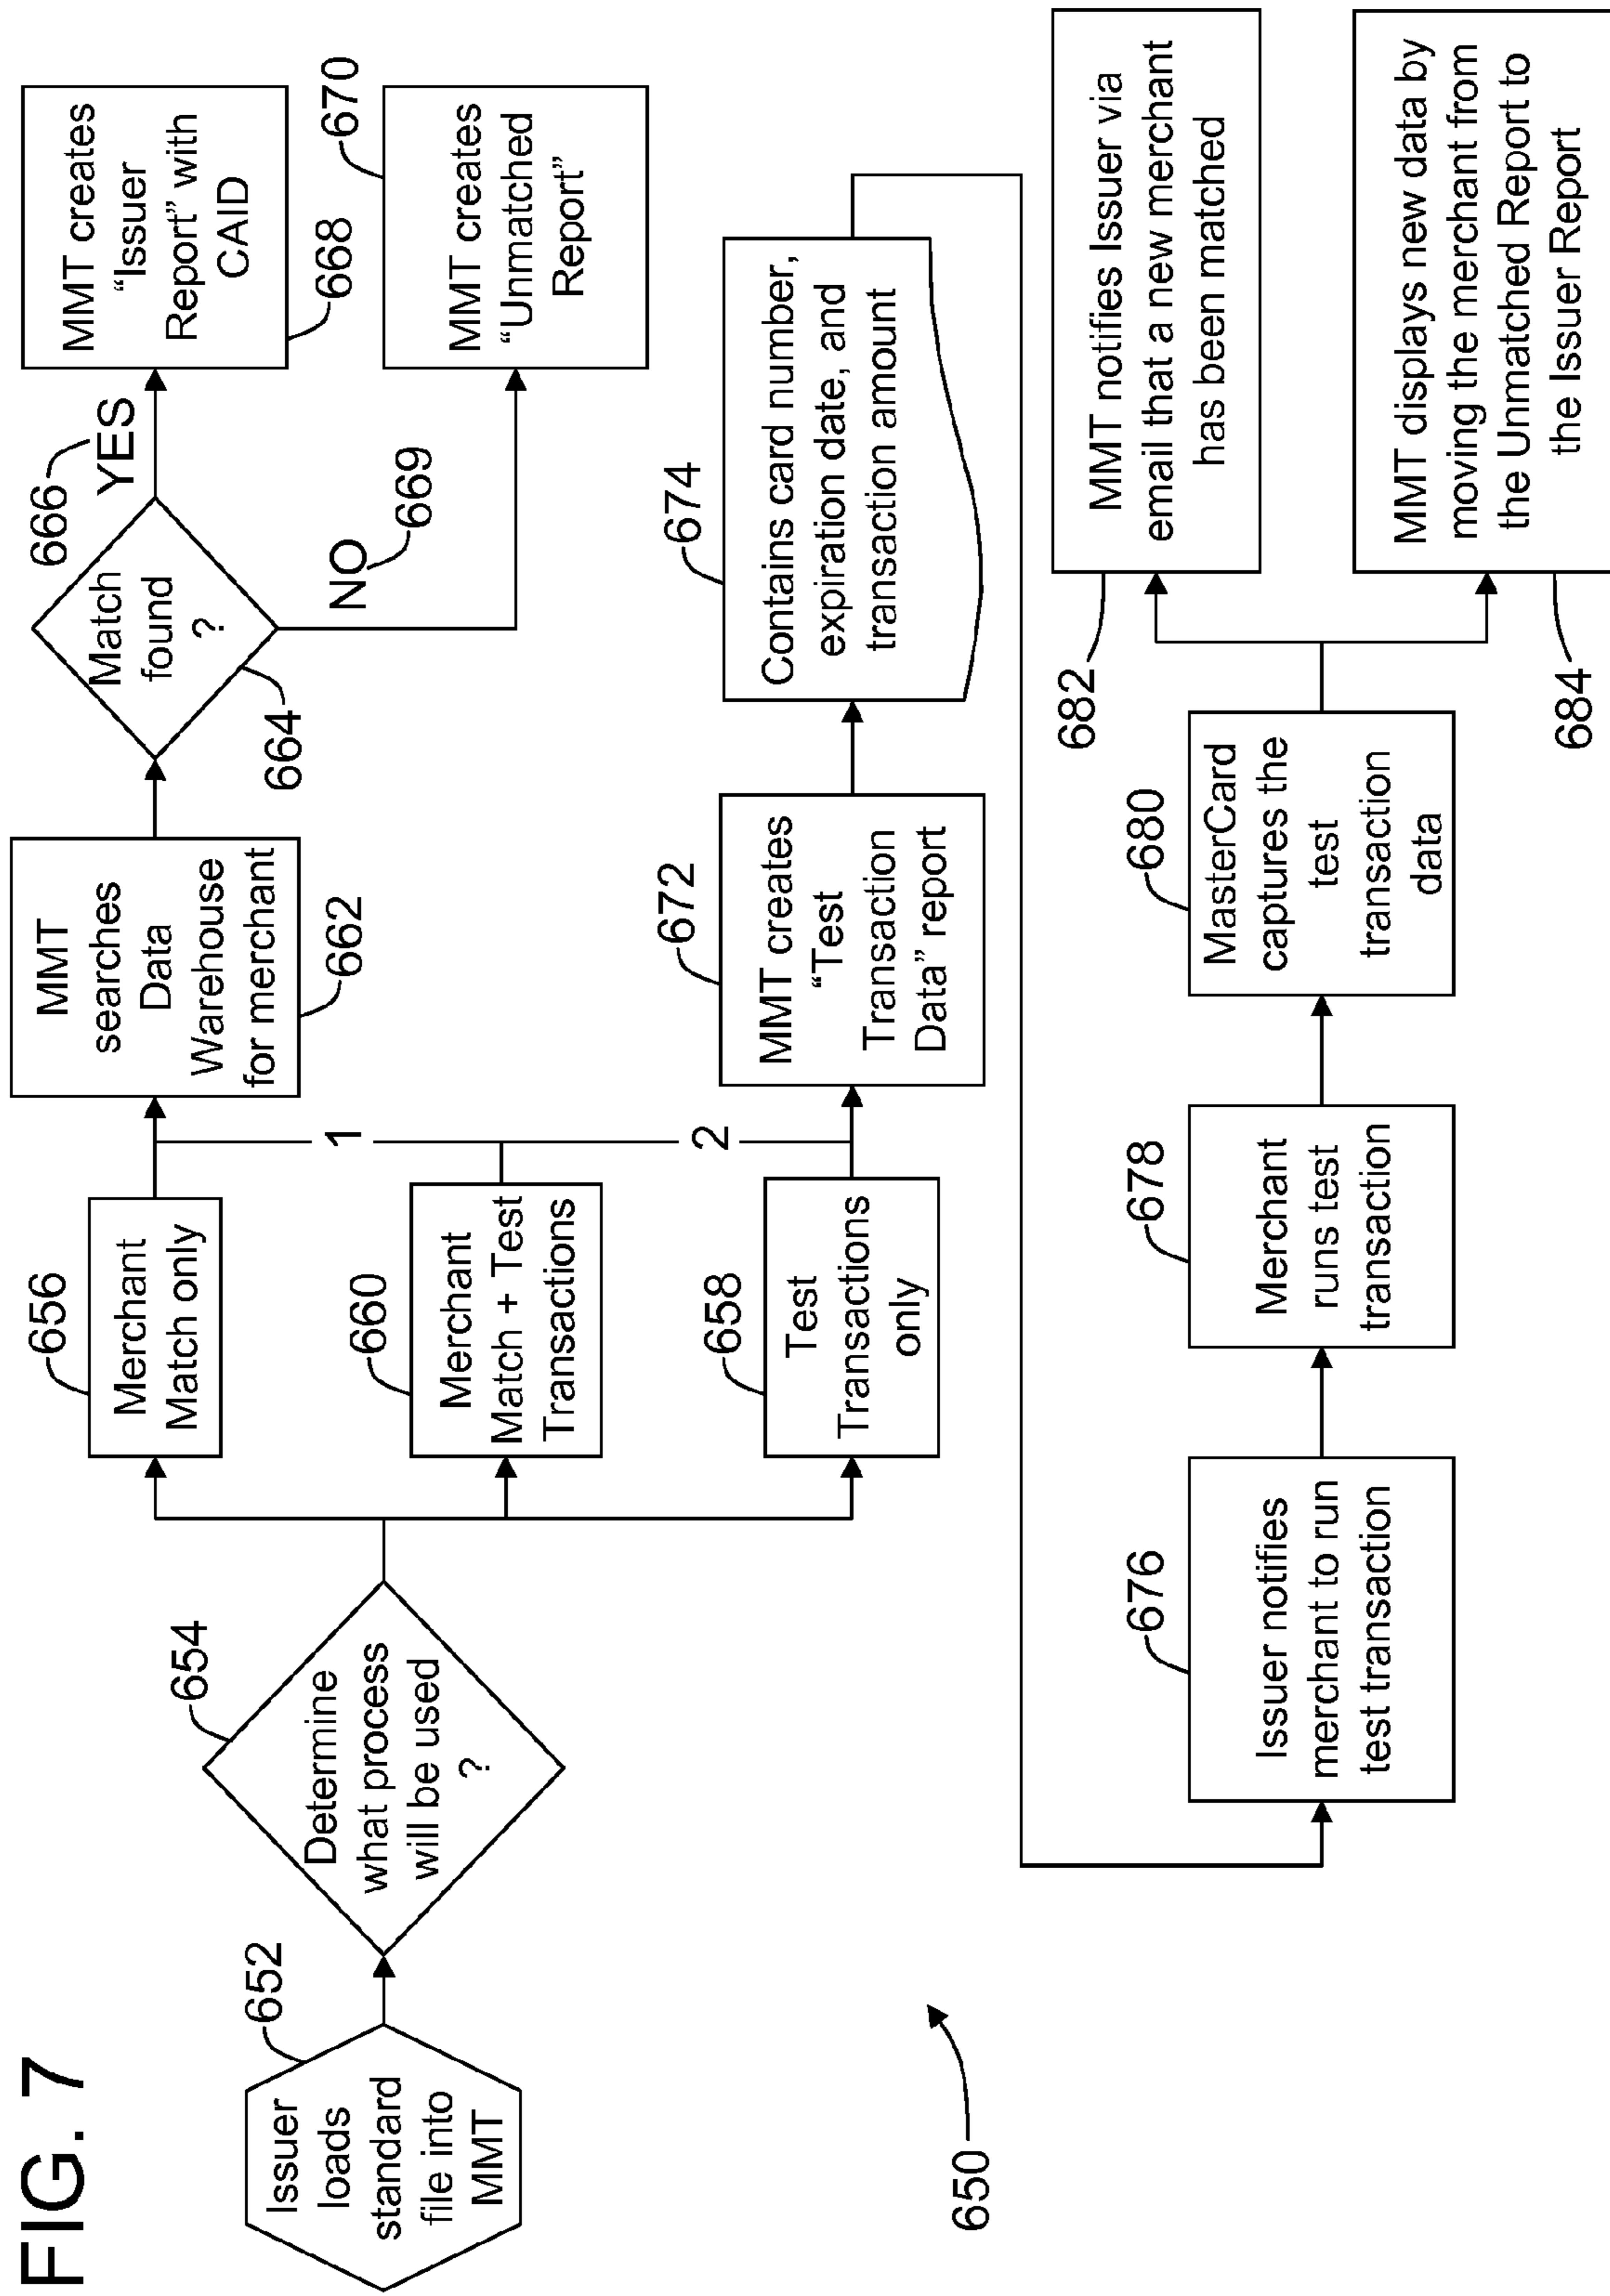 FIG. 7
652
Issuer
loads
standard
file into
MMT
654
Determine
what process
will be used
?
656
Merchant
Match only
660
Merchant
Match + Test
Transactions
658
Test
Transactions
only
1
2
MMT
searches
Data
Warehouse
for merchant
662
Match
found
?
664
666
YES
NO
669
MMT creates
“Issuer
Report” with
CAID
668
670
MMT creates
“Unmatched
Report”
672
MMT creates
“Test
Transaction
Data” report
674
Contains card number,
expiration date, and
transaction amount
650
676
Issuer notifies
merchant to run
test transaction
678
Merchant
runs test
transaction
680
MasterCard
captures the
test
transaction
data
682
MMT notifies Issuer via
email that a new merchant
has been matched
684
MMT displays new data by
moving the merchant from
the Unmatched Report to
the Issuer Report